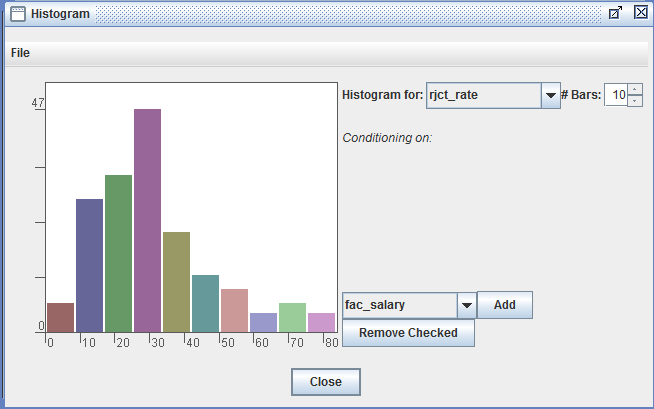 Histogram
File
47
0
0 10 20 30 40 50 60 70 80
Histogram for: rjct_rate # Bars: 10
Conditioning on:
fac_salary Add
Remove Checked
Close